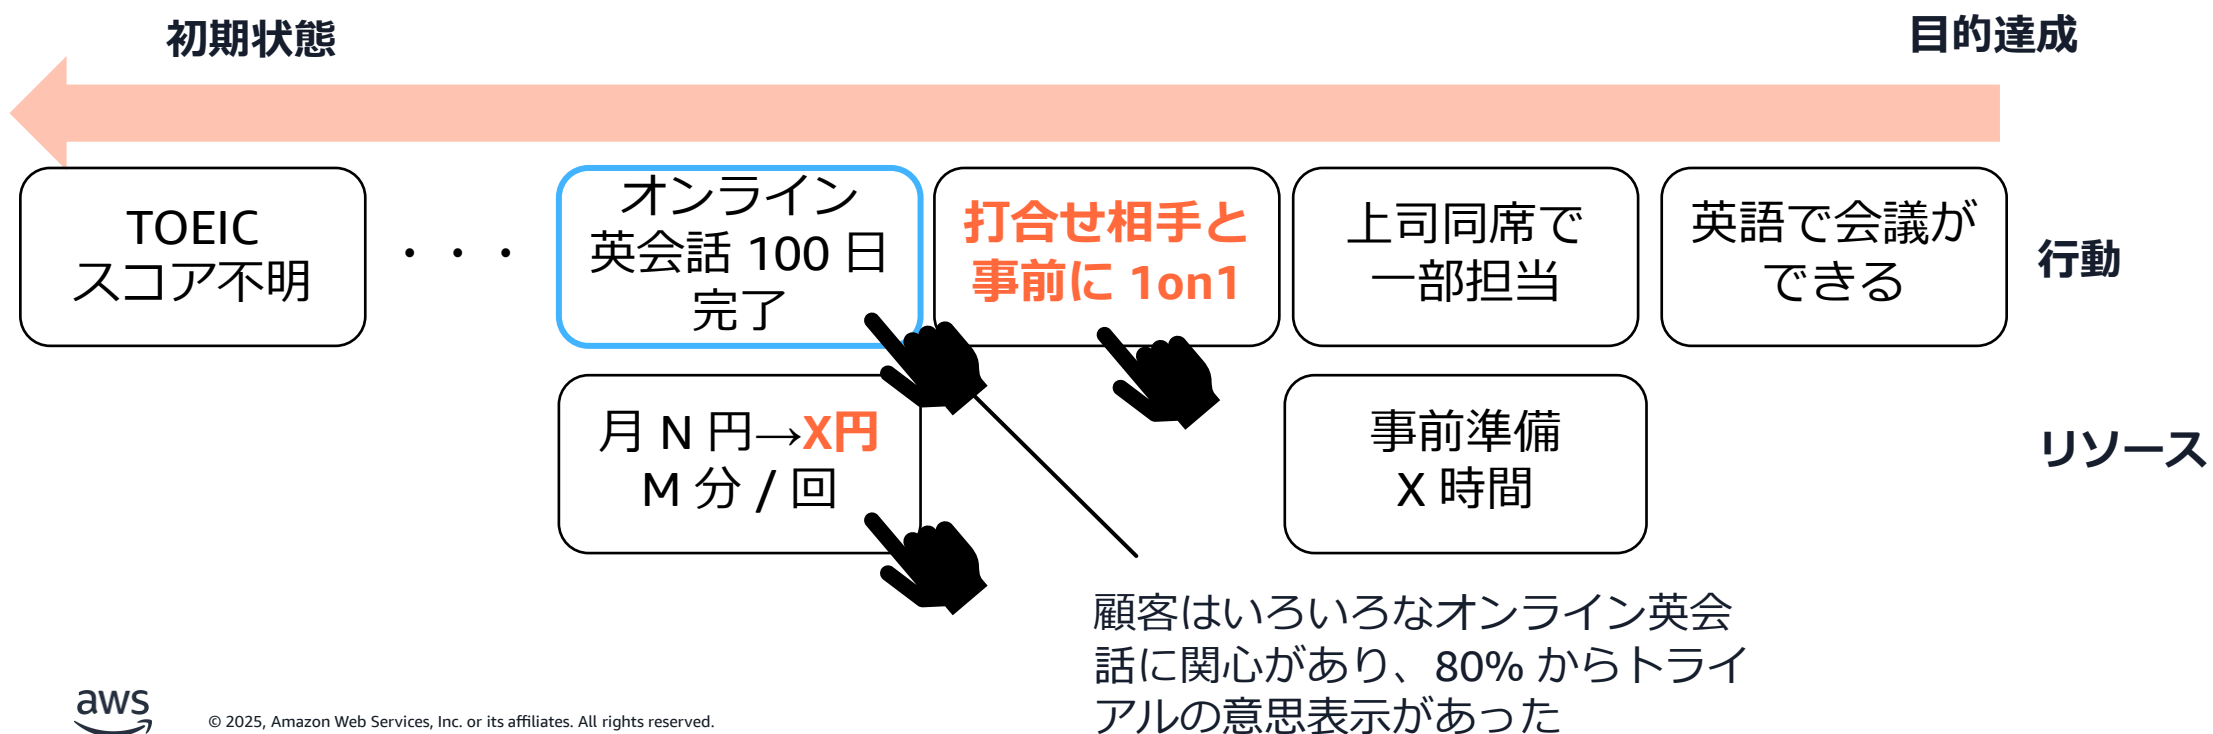 初期状態
目的達成
TOEIC
スコア不明
・・・
オンライン
英会話 100 日
完了
打合せ相手と
事前に 1on1
上司同席で
一部担当
英語で会議が
できる
行動
月 N 円→X円
M 分 / 回
事前準備
X 時間
リソース
顧客はいろいろなオンライン英会
話に関心があり、80% からトライ
アルの意思表示があった
aws
© 2025, Amazon Web Services, Inc. or its affiliates. All rights reserved.